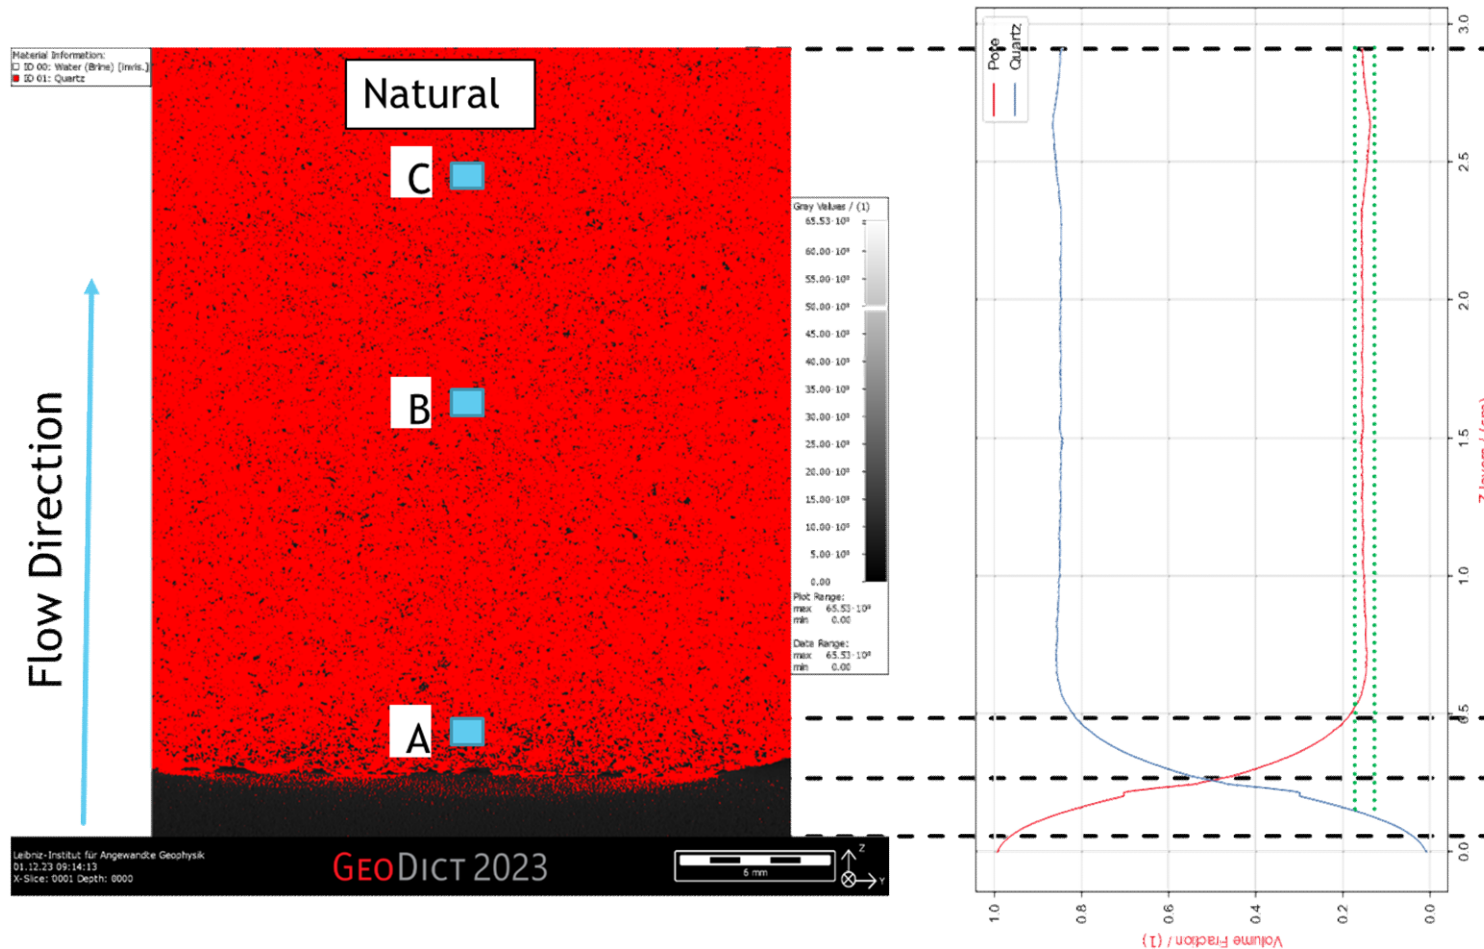 Material Information:
ID 00: Water (Brine) [invis.]
ID 01: Quartz
Natural
C
B
A
Flow Direction
Gray Values / (1)
65.53·10³
60.00·10³
55.00·10³
50.00·10³
45.00·10³
40.00·10³
35.00·10³
30.00·10³
25.00·10³
20.00·10³
15.00·10³
10.00·10³
5.00·10³
0.00
Plot Range:
max 65.53·10³
min 0.00
Data Range:
max 65.53·10³
min 0.00
Leibniz-Institut für Angewandte Geophysik
01.12.23 09:14:13
X-Slice: 0001 Depth: 0000
GEODICT 2023
6 mm
Z
Y
Pore
Quartz
3.0
2.5
2.0
1.5
1.0
0.5
0.0
1.0
0.8
0.6
0.4
0.2
0.0
Volume Fraction / (1)